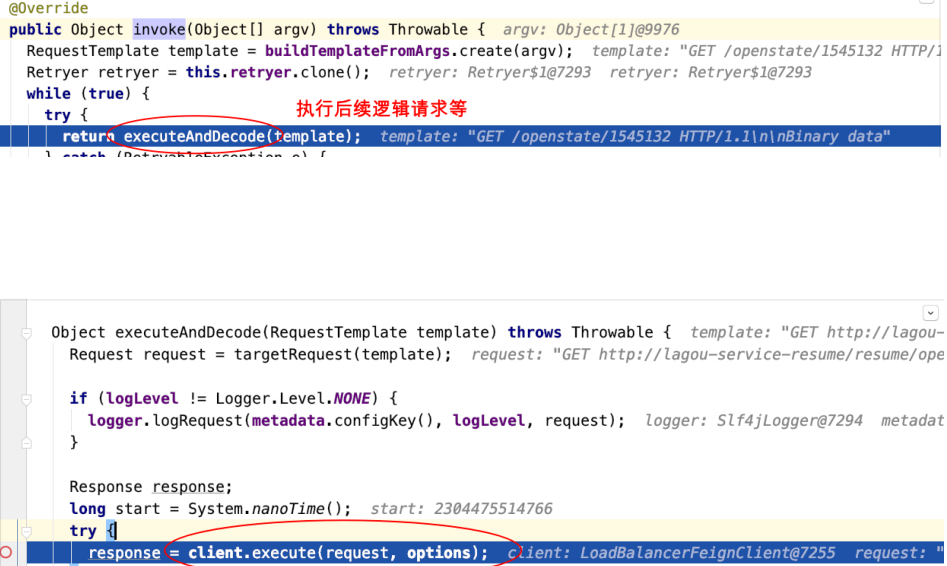 @Override
public Object invoke(Object[] argv) throws Throwable { argv: Object[1]@9976
RequestTemplate template = buildTemplateFromArgs.create(argv); template: "GET /openstate/1545132 HTTP/1
Retryer retryer = this.retryer.clone(); retryer: Retryer$1@7293 retryer: Retryer$1@7293
while (true) {
执行后续逻辑请求等
try {
return executeAndDecode(template); template: "GET /openstate/1545132 HTTP/1.1\n\nBinary data"
} catch (RetryableException e) {
Object executeAndDecode(RequestTemplate template) throws Throwable { template: "GET http://lagou-
Request request = targetRequest(template); request: "GET http://lagou-service-resume/resume/ope
if (logLevel != Logger.Level.NONE) {
logger.logRequest(metadata.configKey(), logLevel, request); logger: Slf4jLogger@7294 metadat
}
Response response;
long start = System.nanoTime(); start: 2304475514766
try {
response = client.execute(request, options); client: LoadBalancerFeignClient@7255 request: "